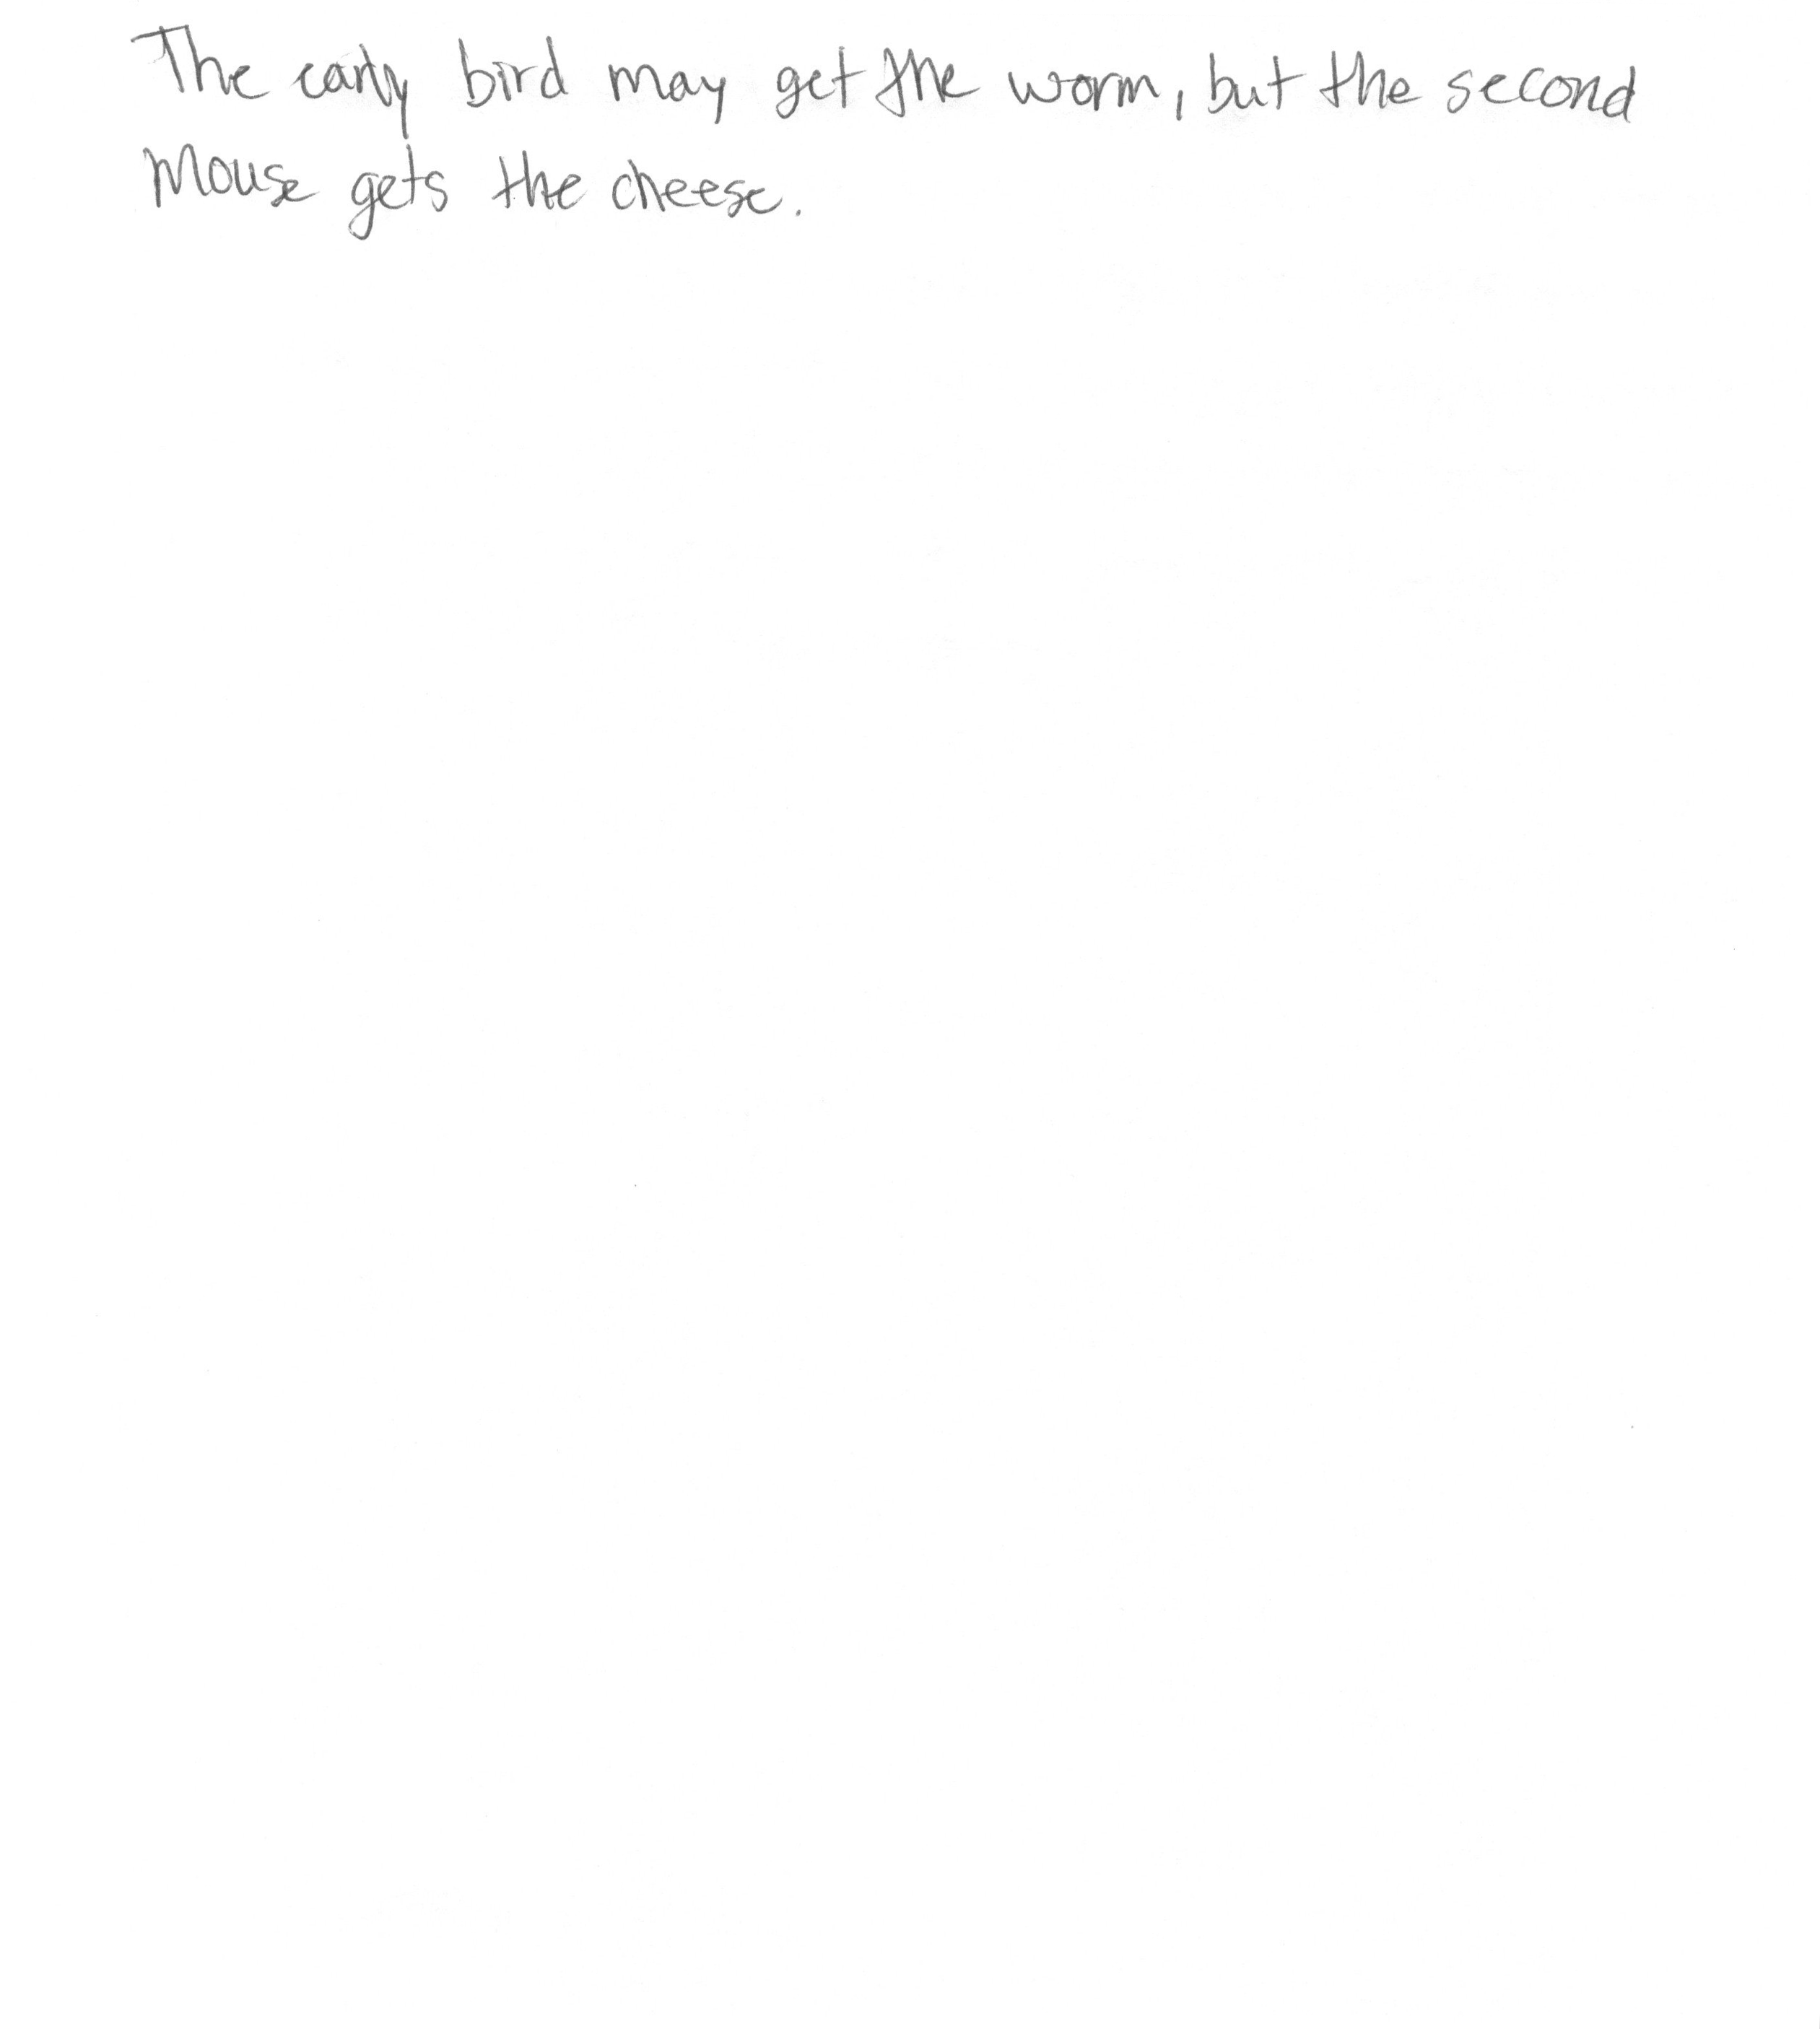 The early bird may get the worm, but the second
mouse gets the cheese.